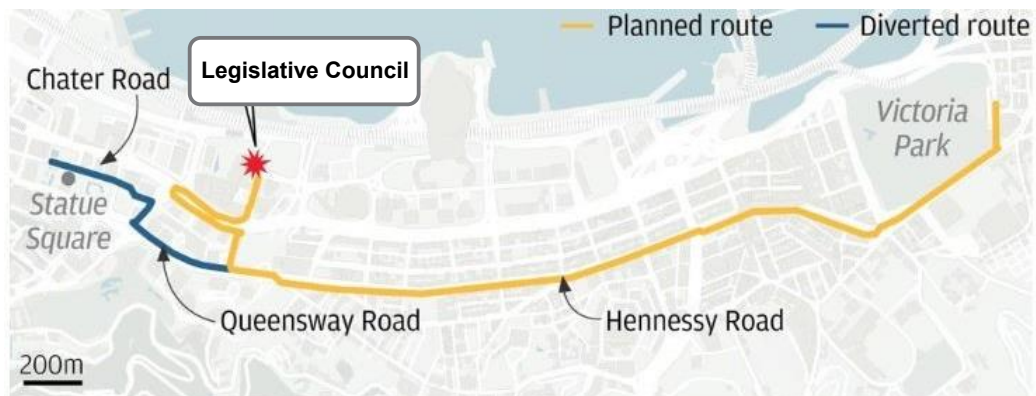 Planned route
Diverted route
Legislative Council
Chater Road
Victoria
Park
Statue
Square
Queensway Road
Hennessy Road
200m